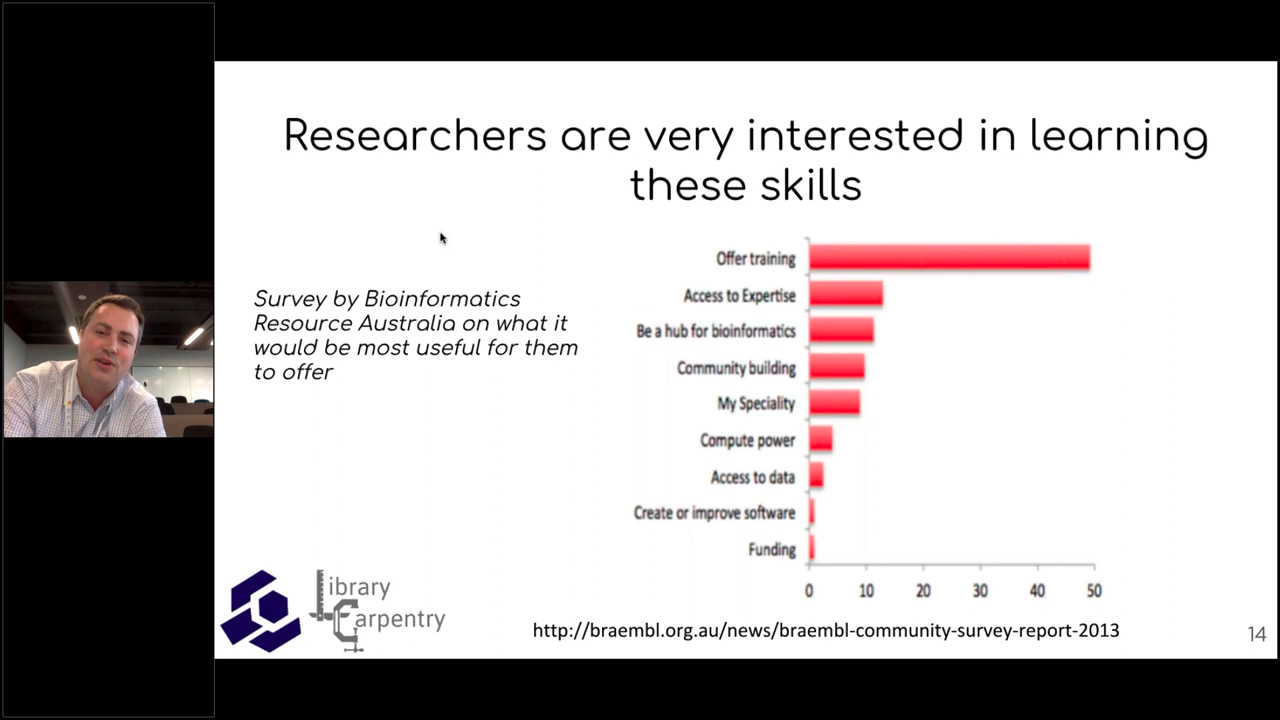 Researchers are very interested in learning
these skills
Survey by Bioinformatics
Resource Australia on what it
would be most useful for them
to offer
Offer training
Access to Expertise
Be a hub for bioinformatics
Community building
My Speciality
Compute power
Access to data
Create or improve software
Funding
0 10 20 30 40 50
Library
Carpentry
http://braembl.org.au/news/braembl-community-survey-report-2013
14